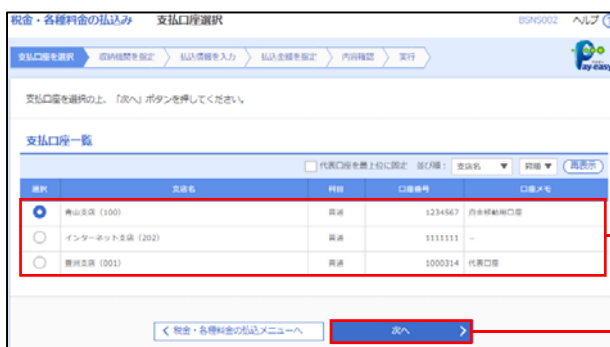 税金・各種料金の払込み 支払口座選択 BSNS002 ヘルプ
支払口座を選択 収納機関を指定 払込情報を入力 払込金額を指定 内容確認 実行
Pay-easy
支払口座を選択の上、「次へ」ボタンを押してください。
支払口座一覧
代表口座を最上位に固定 並び順： 支店名 昇順 再表示
選択 支店名 科目 口座番号 口座メモ
青山支店（100） 普通 1234567 資金移動用口座
インターネット支店（202） 普通 1111111 -
豊洲支店（001） 普通 1000314 代表口座
税金・各種料金の払込メニューへ 次へ